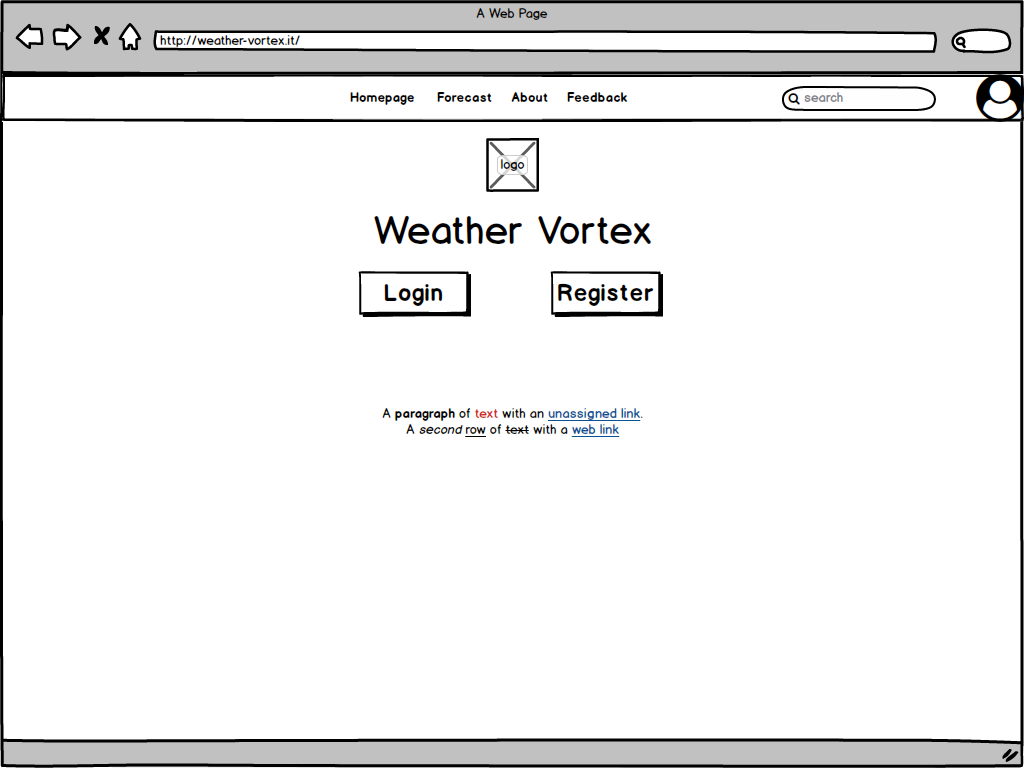 A Web Page
http://weather-vortex.it/
Homepage Forecast About Feedback search
logo
Weather Vortex
Login Register
A paragraph of text with an unassigned link.
A second row of text with a web link